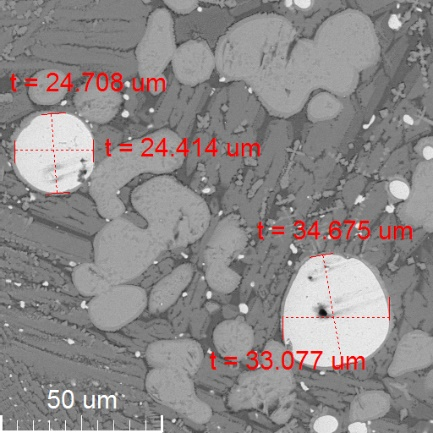 t = 24.708 um
t = 24.414 um
t = 34.675 um
t = 33.077 um
50 um